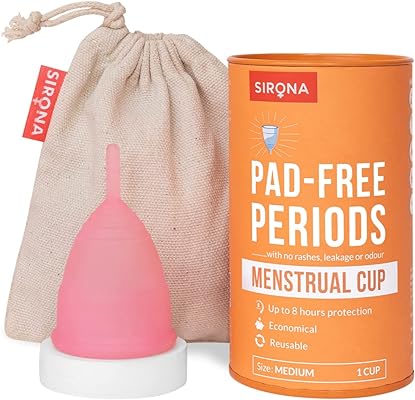 SIRONA
SIRONA
PAD-FREE
PERIODS
......with no rashes, leakage or odour
MENSTRUAL CUP
Up to 8 hours protection
Economical
Reusable
Size: MEDIUM 1 CUP